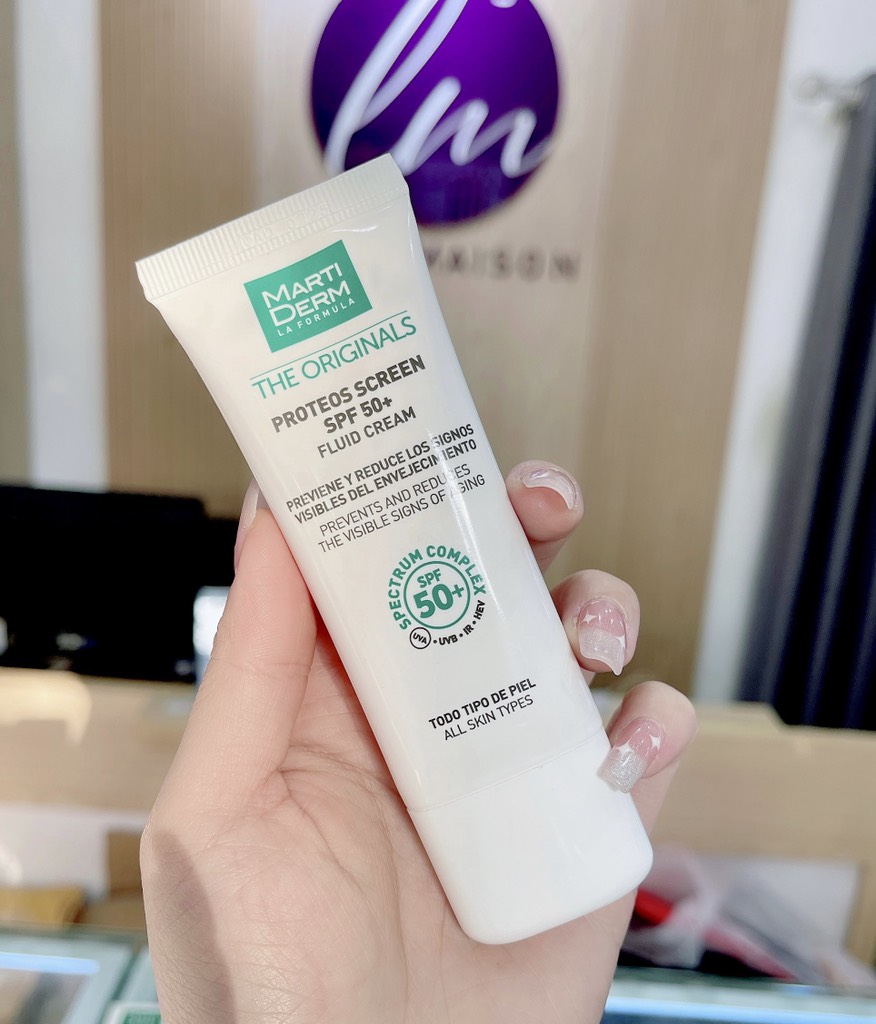 lm
MAISON
MARTI
DERM
LA FORMULA
THE ORIGINALS
PROTEOS SCREEN
SPF 50+
FLUID CREAM
PREVIENE Y REDUCE LOS SIGNOS
VISIBLES DEL ENVEJECIMIENTO
PREVENTS AND REDUCES
THE VISIBLE SIGNS OF AGING
SPECTRUM COMPLEX
SPF
50+
UVA • UVB • IR • HEV
TODO TIPO DE PIEL
ALL SKIN TYPES